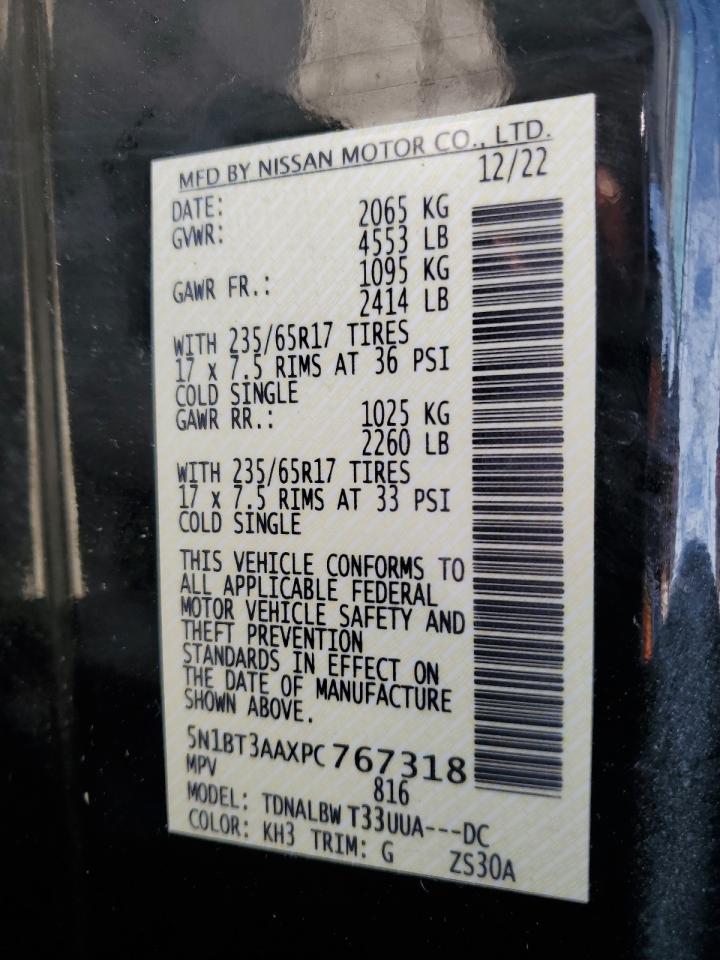 MFD BY NISSAN MOTOR CO., LTD.
DATE: 12/22
GVWR: 2065 KG
4553 LB
GAWR FR.: 1095 KG
2414 LB
WITH 235/65R17 TIRES
17 x 7.5 RIMS AT 36 PSI
COLD SINGLE
GAWR RR.: 1025 KG
2260 LB
WITH 235/65R17 TIRES
17 x 7.5 RIMS AT 33 PSI
COLD SINGLE
THIS VEHICLE CONFORMS TO
ALL APPLICABLE FEDERAL
MOTOR VEHICLE SAFETY AND
THEFT PREVENTION
STANDARDS IN EFFECT ON
THE DATE OF MANUFACTURE
SHOWN ABOVE.
5N1BT3AAXPC767318
MPV 816
MODEL: TDNALBW T33UUA---DC
COLOR: KH3 TRIM: G ZS30A